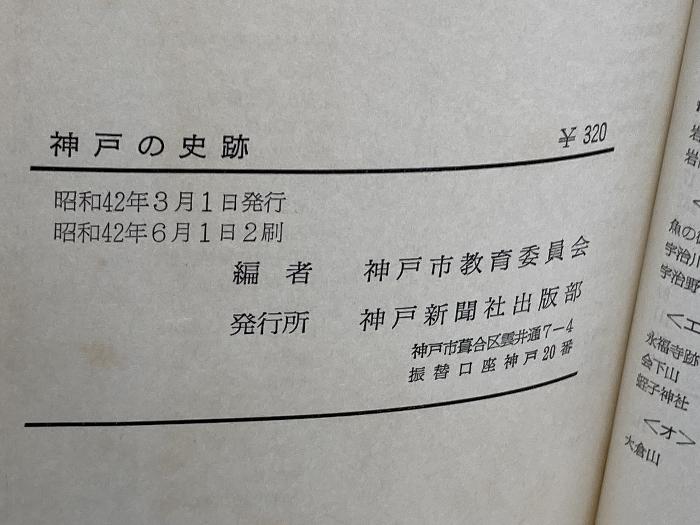 神戸の史跡
¥320
昭和42年3月1日発行
昭和42年6月1日2刷
編者 神戸市教育委員会
発行所 神戸新聞社出版部
神戸市葺合区雲井通7-4
振替口座神戸20番
魚の
宇治川
宇治野
<エ
永福寺跡
会下山
蛭子神社
<オ>
大倉山